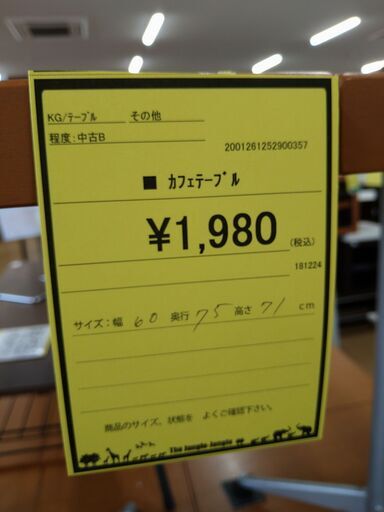 KG/ﾃｰﾌﾞﾙ その他
程度:中古B
2001261252900357
■ ｶﾌｪﾃｰﾌﾞﾙ
¥1,980 (税込)
181224
サイズ:幅 60 奥行 75 高さ 71 cm
商品のサイズ、状態を よくご確認下さい。
The Jungle Jungle